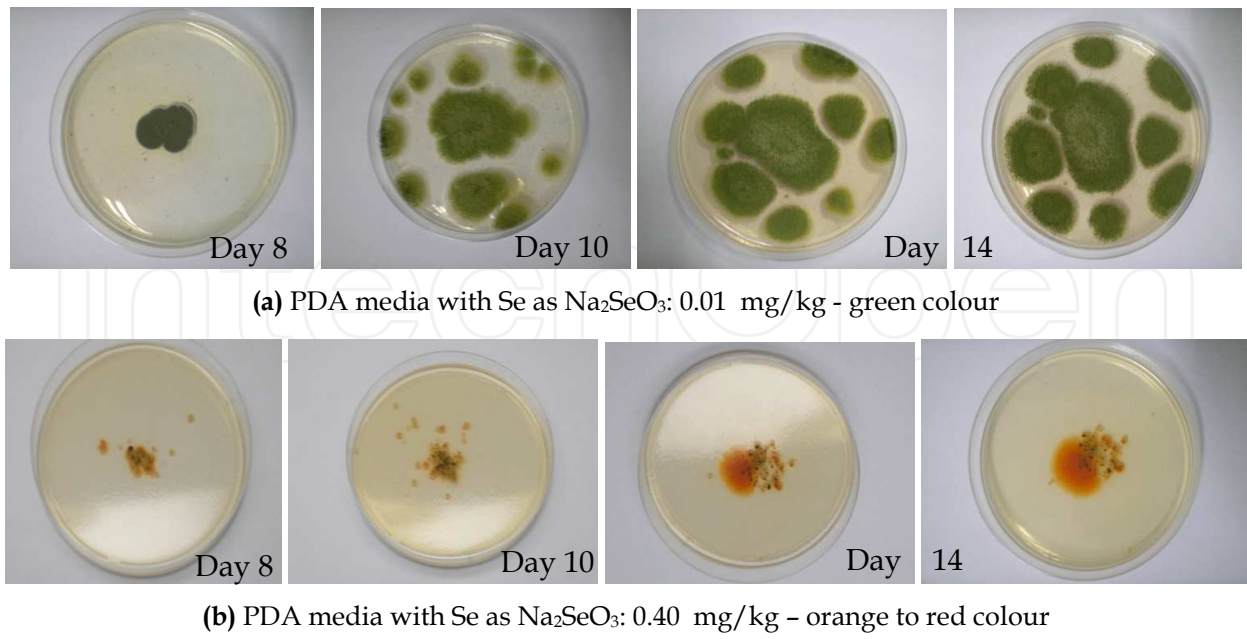 Day 8
Day 10
Day 14
(a) PDA media with Se as Na₂SeO₃: 0.01 mg/kg - green colour
IntechOpen
Day 8
Day 10
Day 14
(b) PDA media with Se as Na₂SeO₃: 0.40 mg/kg – orange to red colour